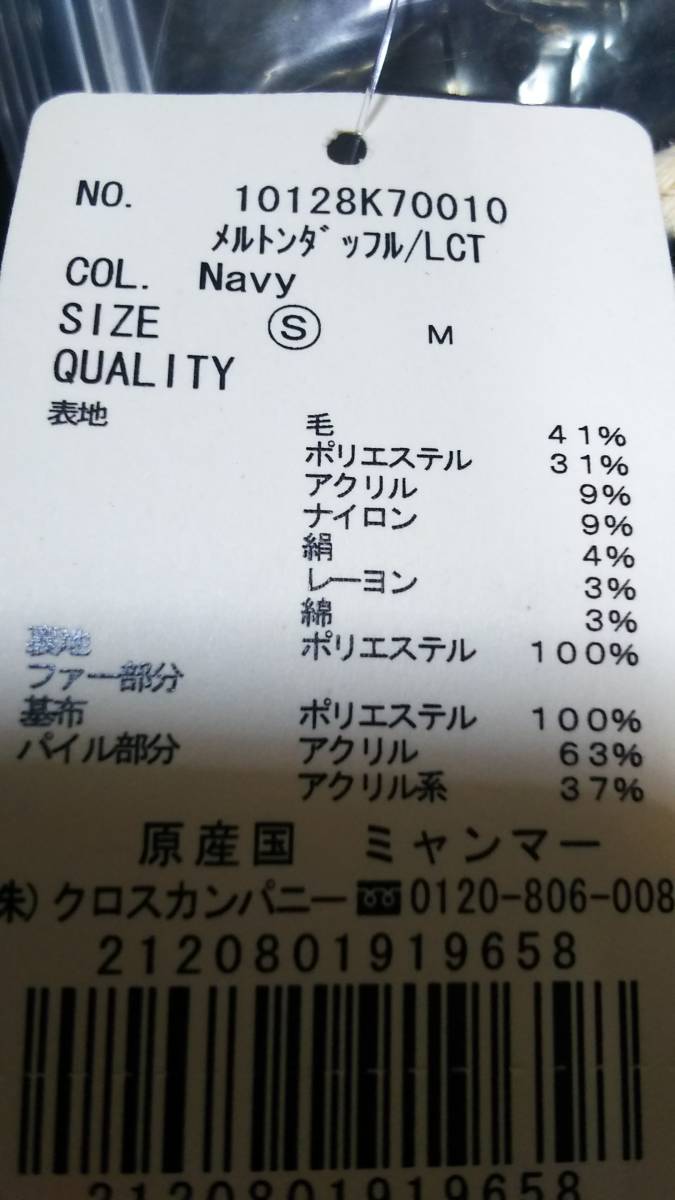 NO. 10128K70010
ﾒﾙﾄﾝﾀﾞｯﾌﾙ/LCT
COL. Navy
SIZE Ⓢ M
QUALITY
表地 毛 41%
ポリエステル 31%
アクリル 9%
ナイロン 9%
絹 4%
レーヨン 3%
綿 3%
裏地 ポリエステル 100%
ファー部分
基布 ポリエステル 100%
パイル部分 アクリル 63%
アクリル系 37%
原産国 ミャンマー
株)クロスカンパニー 0120-806-008
2120801919658
2120801919658